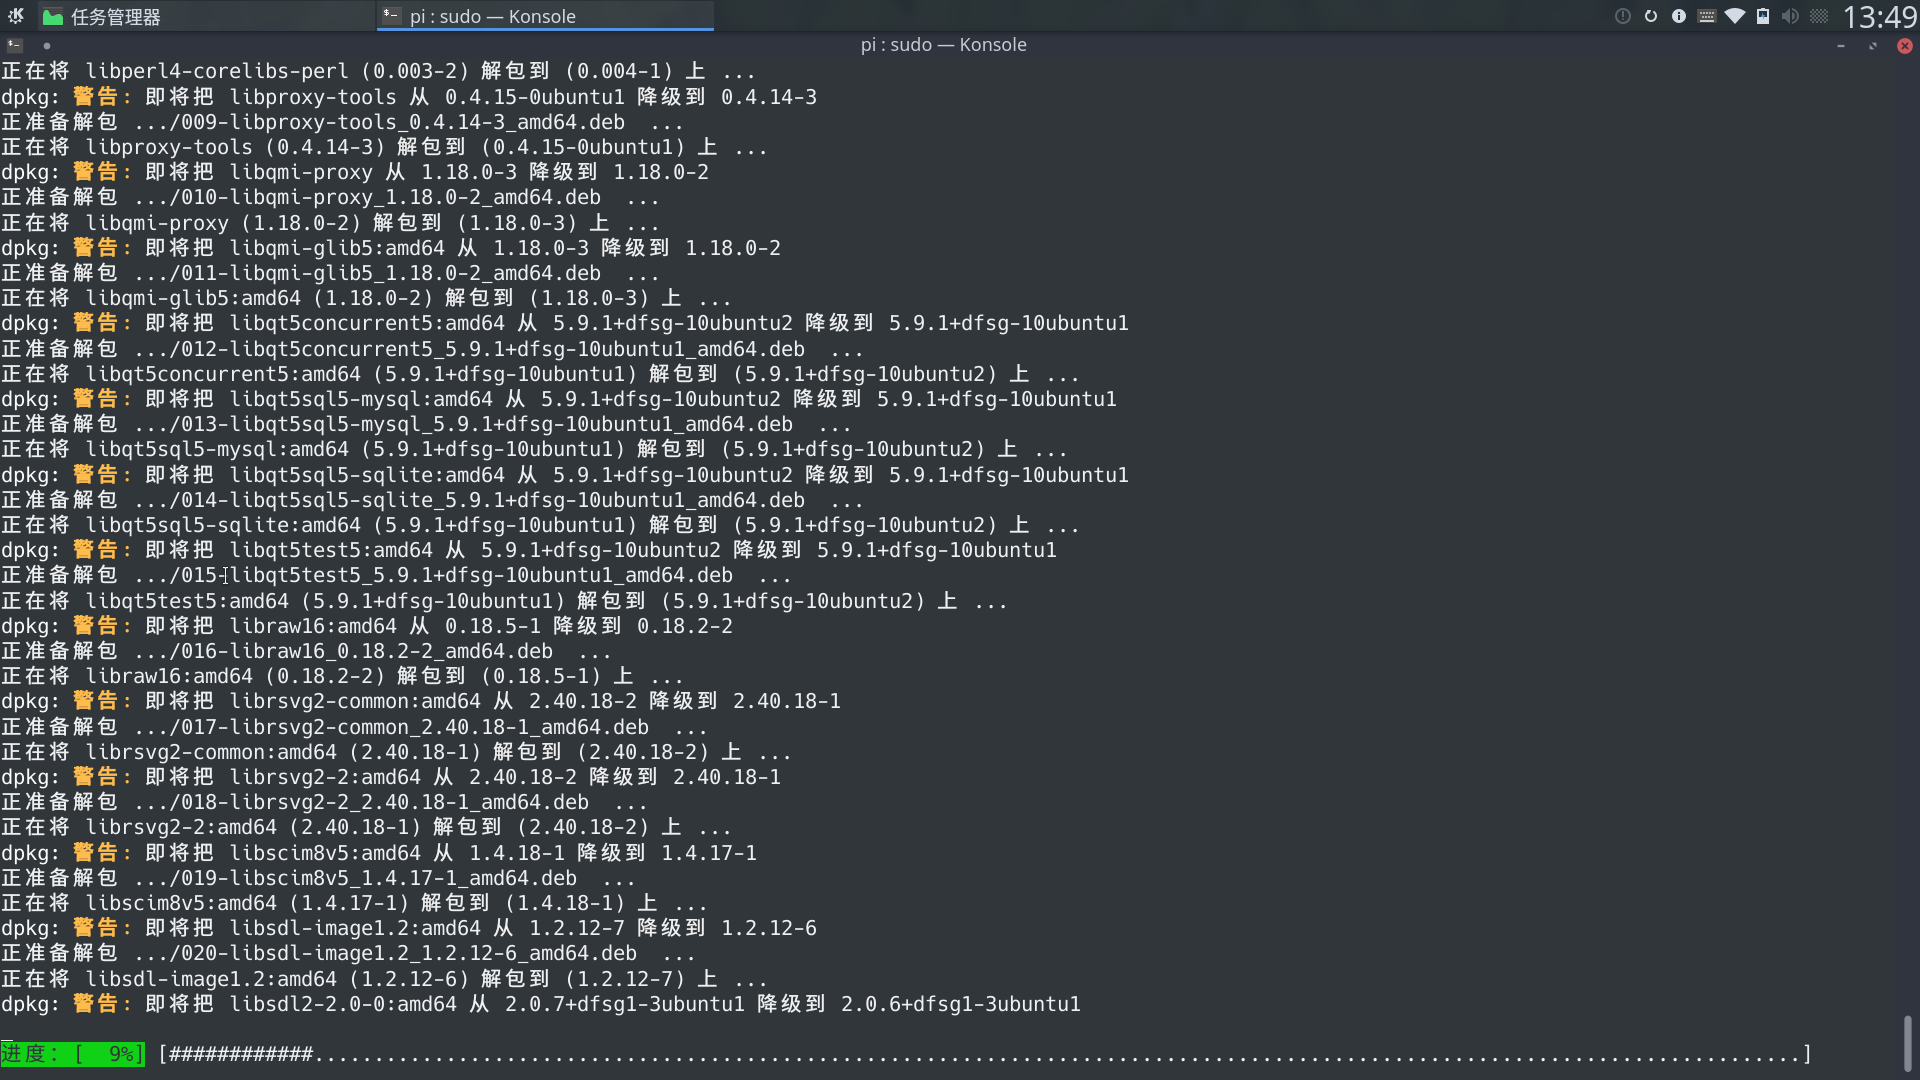 任务管理器
pi : sudo — Konsole
13:49
pi : sudo — Konsole
正在将 libperl4-corelibs-perl (0.003-2) 解包到 (0.004-1) 上 ...
dpkg: 警告: 即将把 libproxy-tools 从 0.4.15-0ubuntu1 降级到 0.4.14-3
正准备解包 .../009-libproxy-tools_0.4.14-3_amd64.deb  ...
正在将 libproxy-tools (0.4.14-3) 解包到 (0.4.15-0ubuntu1) 上 ...
dpkg: 警告: 即将把 libqmi-proxy 从 1.18.0-3 降级到 1.18.0-2
正准备解包 .../010-libqmi-proxy_1.18.0-2_amd64.deb  ...
正在将 libqmi-proxy (1.18.0-2) 解包到 (1.18.0-3) 上 ...
dpkg: 警告: 即将把 libqmi-glib5:amd64 从 1.18.0-3 降级到 1.18.0-2
正准备解包 .../011-libqmi-glib5_1.18.0-2_amd64.deb  ...
正在将 libqmi-glib5:amd64 (1.18.0-2) 解包到 (1.18.0-3) 上 ...
dpkg: 警告: 即将把 libqt5concurrent5:amd64 从 5.9.1+dfsg-10ubuntu2 降级到 5.9.1+dfsg-10ubuntu1
正准备解包 .../012-libqt5concurrent5_5.9.1+dfsg-10ubuntu1_amd64.deb  ...
正在将 libqt5concurrent5:amd64 (5.9.1+dfsg-10ubuntu1) 解包到 (5.9.1+dfsg-10ubuntu2) 上 ...
dpkg: 警告: 即将把 libqt5sql5-mysql:amd64 从 5.9.1+dfsg-10ubuntu2 降级到 5.9.1+dfsg-10ubuntu1
正准备解包 .../013-libqt5sql5-mysql_5.9.1+dfsg-10ubuntu1_amd64.deb  ...
正在将 libqt5sql5-mysql:amd64 (5.9.1+dfsg-10ubuntu1) 解包到 (5.9.1+dfsg-10ubuntu2) 上 ...
dpkg: 警告: 即将把 libqt5sql5-sqlite:amd64 从 5.9.1+dfsg-10ubuntu2 降级到 5.9.1+dfsg-10ubuntu1
正准备解包 .../014-libqt5sql5-sqlite_5.9.1+dfsg-10ubuntu1_amd64.deb  ...
正在将 libqt5sql5-sqlite:amd64 (5.9.1+dfsg-10ubuntu1) 解包到 (5.9.1+dfsg-10ubuntu2) 上 ...
dpkg: 警告: 即将把 libqt5test5:amd64 从 5.9.1+dfsg-10ubuntu2 降级到 5.9.1+dfsg-10ubuntu1
正准备解包 .../015-libqt5test5_5.9.1+dfsg-10ubuntu1_amd64.deb  ...
正在将 libqt5test5:amd64 (5.9.1+dfsg-10ubuntu1) 解包到 (5.9.1+dfsg-10ubuntu2) 上 ...
dpkg: 警告: 即将把 libraw16:amd64 从 0.18.5-1 降级到 0.18.2-2
正准备解包 .../016-libraw16_0.18.2-2_amd64.deb  ...
正在将 libraw16:amd64 (0.18.2-2) 解包到 (0.18.5-1) 上 ...
dpkg: 警告: 即将把 librsvg2-common:amd64 从 2.40.18-2 降级到 2.40.18-1
正准备解包 .../017-librsvg2-common_2.40.18-1_amd64.deb  ...
正在将 librsvg2-common:amd64 (2.40.18-1) 解包到 (2.40.18-2) 上 ...
dpkg: 警告: 即将把 librsvg2-2:amd64 从 2.40.18-2 降级到 2.40.18-1
正准备解包 .../018-librsvg2-2_2.40.18-1_amd64.deb  ...
正在将 librsvg2-2:amd64 (2.40.18-1) 解包到 (2.40.18-2) 上 ...
dpkg: 警告: 即将把 libscim8v5:amd64 从 1.4.18-1 降级到 1.4.17-1
正准备解包 .../019-libscim8v5_1.4.17-1_amd64.deb  ...
正在将 libscim8v5:amd64 (1.4.17-1) 解包到 (1.4.18-1) 上 ...
dpkg: 警告: 即将把 libsdl-image1.2:amd64 从 1.2.12-7 降级到 1.2.12-6
正准备解包 .../020-libsdl-image1.2_1.2.12-6_amd64.deb  ...
正在将 libsdl-image1.2:amd64 (1.2.12-6) 解包到 (1.2.12-7) 上 ...
dpkg: 警告: 即将把 libsdl2-2.0-0:amd64 从 2.0.7+dfsg1-3ubuntu1 降级到 2.0.6+dfsg1-3ubuntu1
进度: [  9%] [############............................................................................................................................]